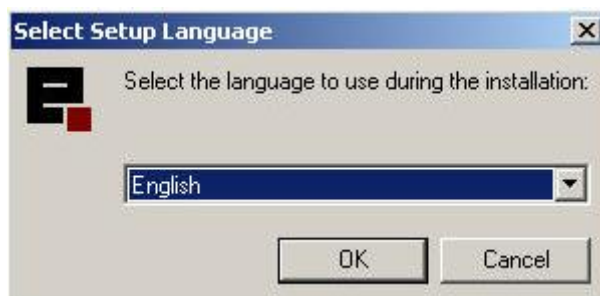 Select Setup Language
Select the language to use during the installation:
English
OK
Cancel